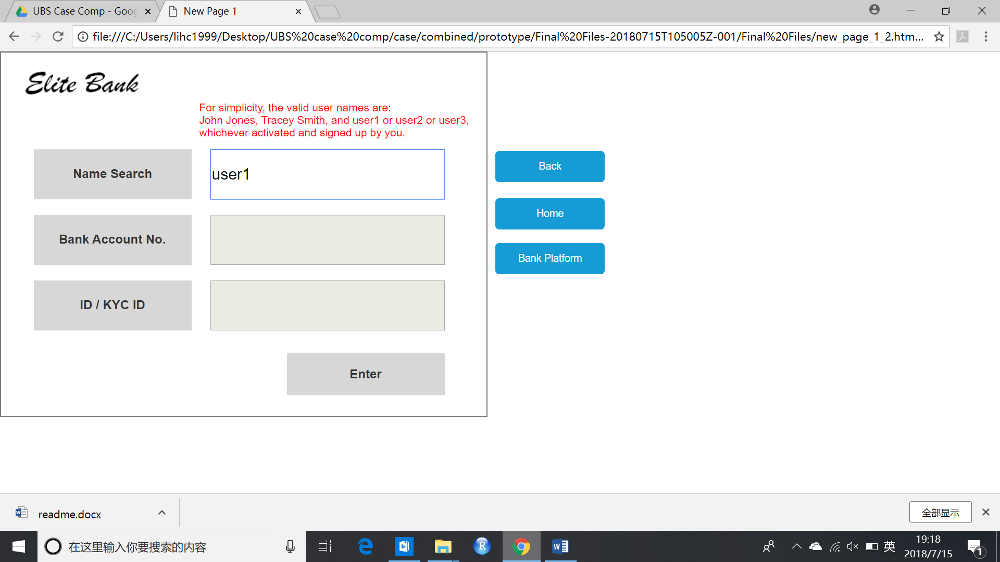 UBS Case Comp - Goog
New Page 1
file:///C:/Users/lihc1999/Desktop/UBS%20case%20comp/case/combined/prototype/Final%20Files-20180715T105005Z-001/Final%20Files/new_page_1_2.htm...
Elite Bank
For simplicity, the valid user names are:
John Jones, Tracey Smith, and user1 or user2 or user3,
whichever activated and signed up by you.
Name Search
user1
Back
Home
Bank Account No.
Bank Platform
ID / KYC ID
Enter
readme.docx
全部显示
在这里输入你要搜索的内容
英
19:18
2018/7/15
1